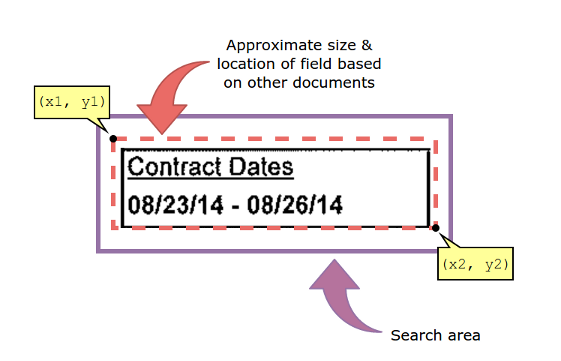 Approximate size &
location of field based
on other documents
(x1, y1)
Contract Dates
08/23/14 - 08/26/14
(x2, y2)
Search area